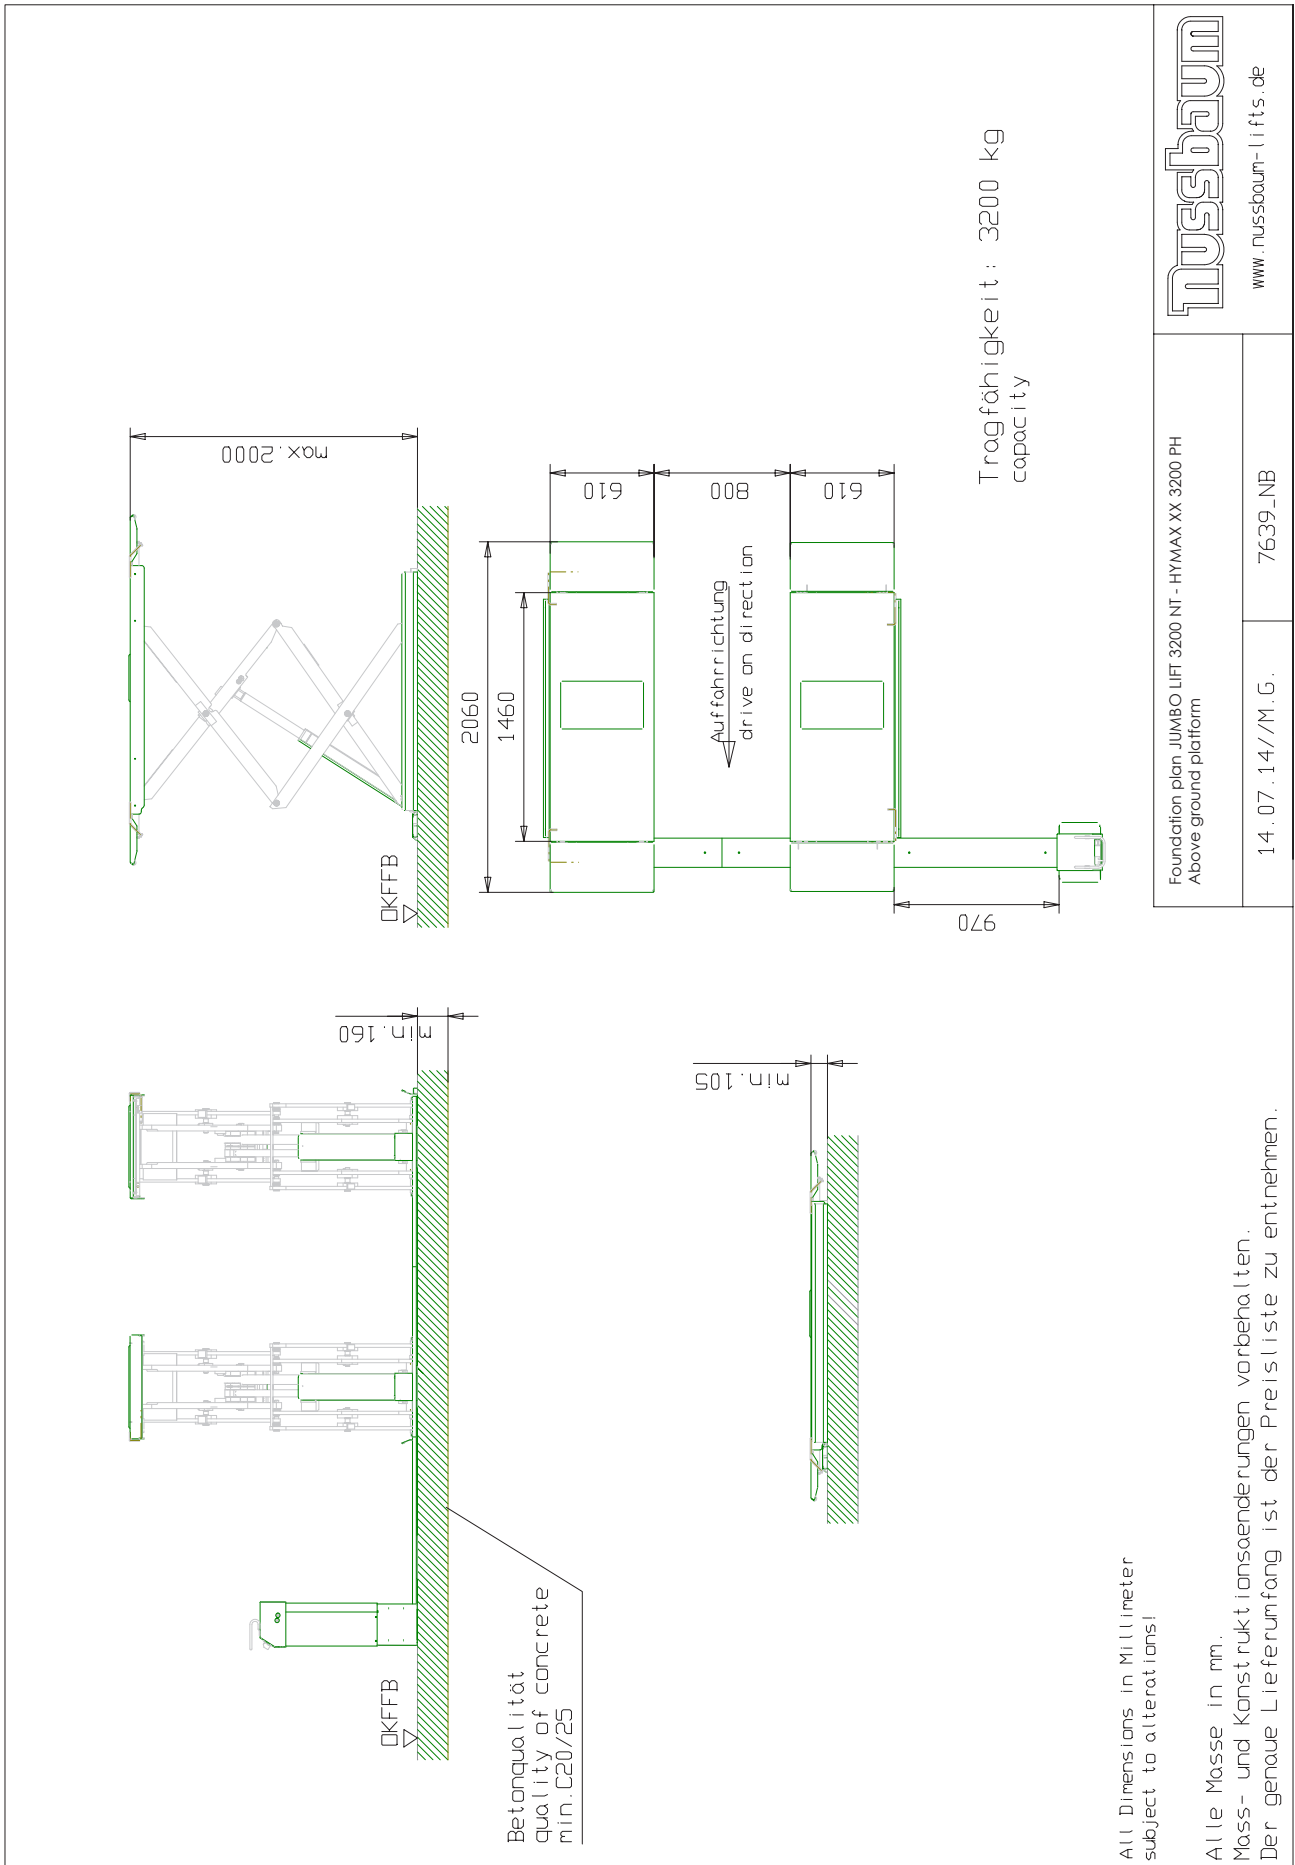 max.2000
OKFFB
min.160
OKFFB
Betonqualität
quality of concrete
min.C20/25
2060
1460
610
800
610
Auffahrrichtung
drive on direction
970
min.105
Tragfähigkeit: 3200 kg
capacity
All Dimensions in Millimeter
subject to alterations!
Alle Masse in mm.
Mass- und Konstruktionsaenderungen vorbehalten.
Der genaue Lieferumfang ist der Preisliste zu entnehmen.
Foundation plan JUMBO LIFT 3200 NT - HYMAX XX 3200 PH
Above ground platform
14.07.14//M.G.
7639_NB
nussbaum
www.nussbaum-lifts.de